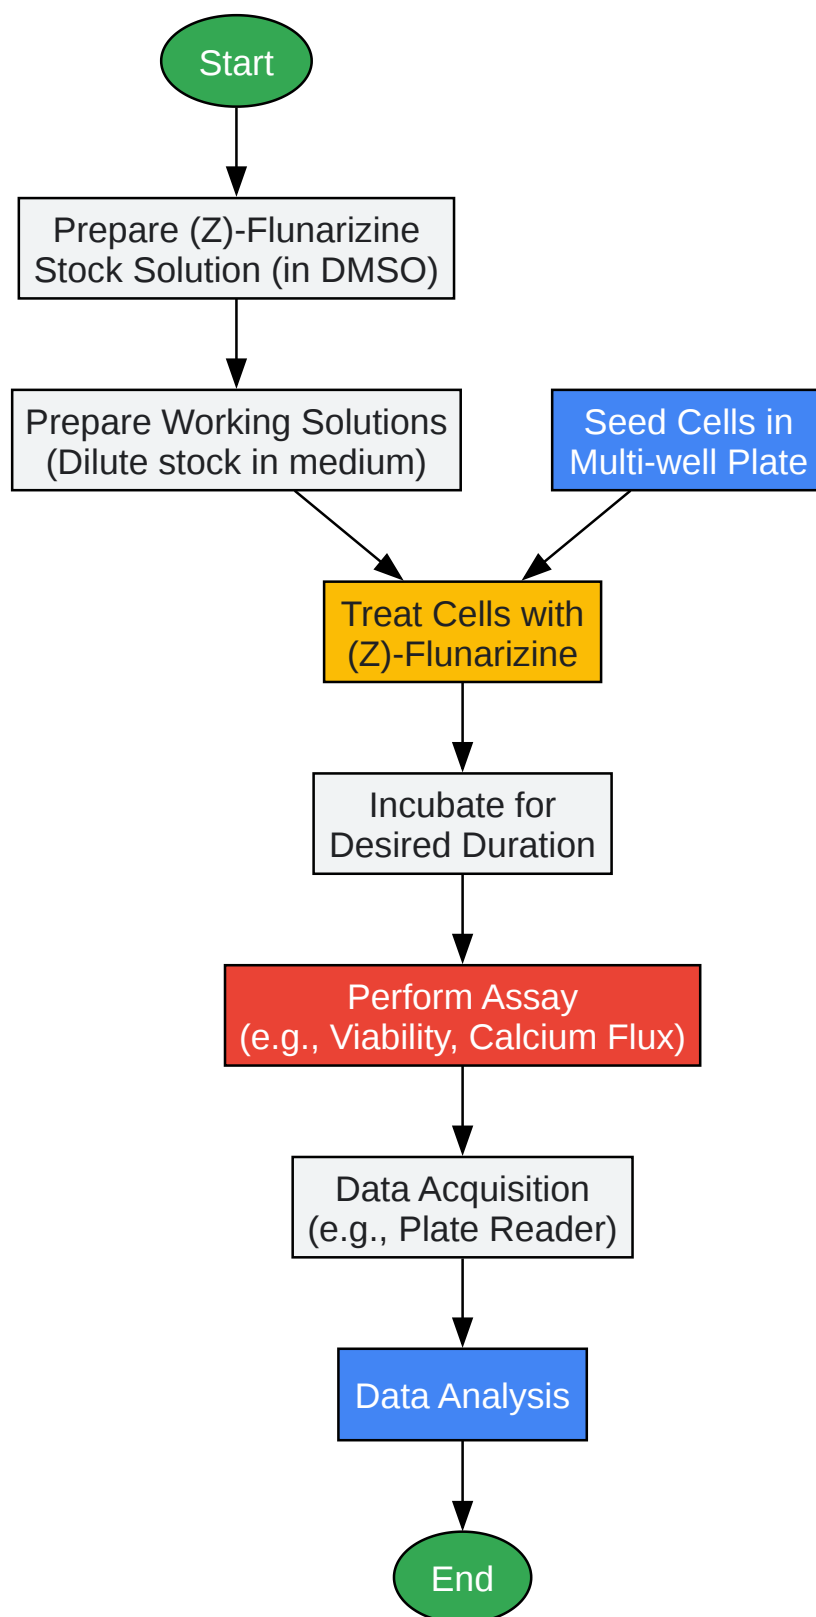 Start
Prepare (Z)-Flunarizine
Stock Solution (in DMSO)
Prepare Working Solutions
(Dilute stock in medium)
Seed Cells in
Multi-well Plate
Treat Cells with
(Z)-Flunarizine
Incubate for
Desired Duration
Perform Assay
(e.g., Viability, Calcium Flux)
Data Acquisition
(e.g., Plate Reader)
Data Analysis
End